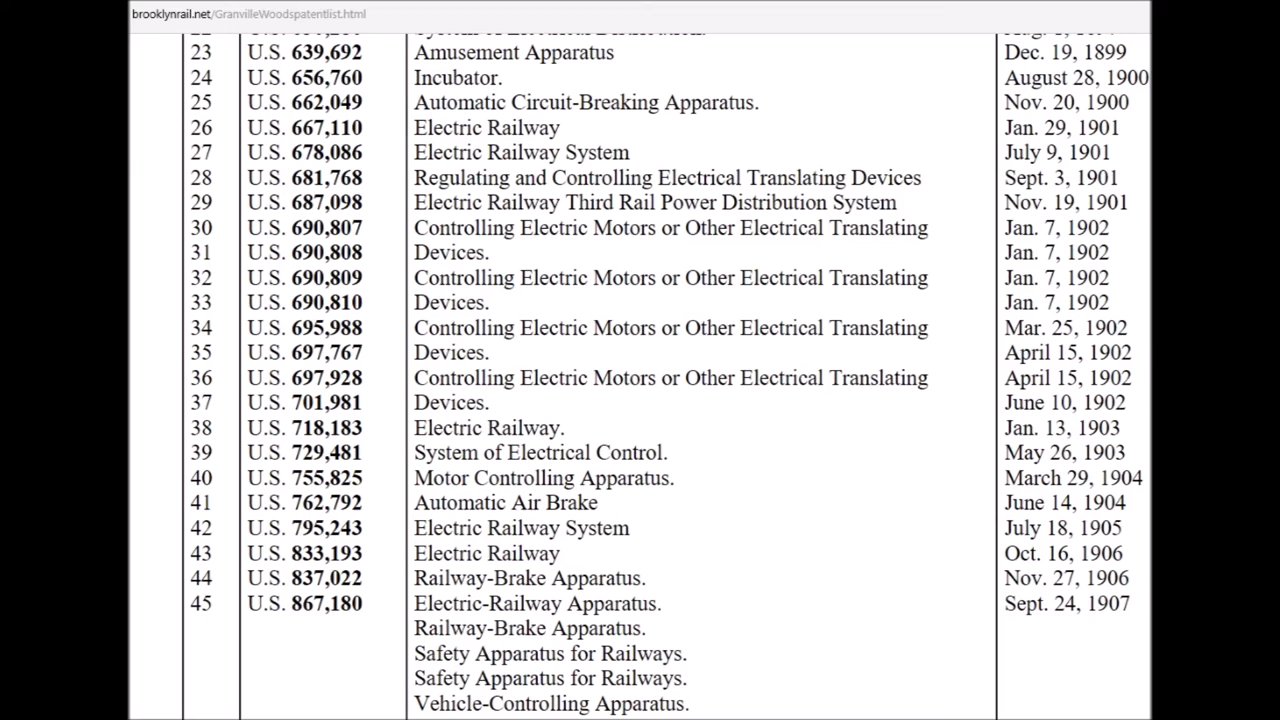 brooklynrail.net/GranvilleWoodspatentlist.html
23 U.S. 639,692 Amusement Apparatus Dec. 19, 1899
24 U.S. 656,760 Incubator. August 28, 1900
25 U.S. 662,049 Automatic Circuit-Breaking Apparatus. Nov. 20, 1900
26 U.S. 667,110 Electric Railway Jan. 29, 1901
27 U.S. 678,086 Electric Railway System July 9, 1901
28 U.S. 681,768 Regulating and Controlling Electrical Translating Devices Sept. 3, 1901
29 U.S. 687,098 Electric Railway Third Rail Power Distribution System Nov. 19, 1901
30 U.S. 690,807 Controlling Electric Motors or Other Electrical Translating Jan. 7, 1902
31 U.S. 690,808 Devices. Jan. 7, 1902
32 U.S. 690,809 Controlling Electric Motors or Other Electrical Translating Jan. 7, 1902
33 U.S. 690,810 Devices. Jan. 7, 1902
34 U.S. 695,988 Controlling Electric Motors or Other Electrical Translating Mar. 25, 1902
35 U.S. 697,767 Devices. April 15, 1902
36 U.S. 697,928 Controlling Electric Motors or Other Electrical Translating April 15, 1902
37 U.S. 701,981 Devices. June 10, 1902
38 U.S. 718,183 Electric Railway. Jan. 13, 1903
39 U.S. 729,481 System of Electrical Control. May 26, 1903
40 U.S. 755,825 Motor Controlling Apparatus. March 29, 1904
41 U.S. 762,792 Automatic Air Brake June 14, 1904
42 U.S. 795,243 Electric Railway System July 18, 1905
43 U.S. 833,193 Electric Railway Oct. 16, 1906
44 U.S. 837,022 Railway-Brake Apparatus. Nov. 27, 1906
45 U.S. 867,180 Electric-Railway Apparatus. Sept. 24, 1907
Railway-Brake Apparatus.
Safety Apparatus for Railways.
Safety Apparatus for Railways.
Vehicle-Controlling Apparatus.